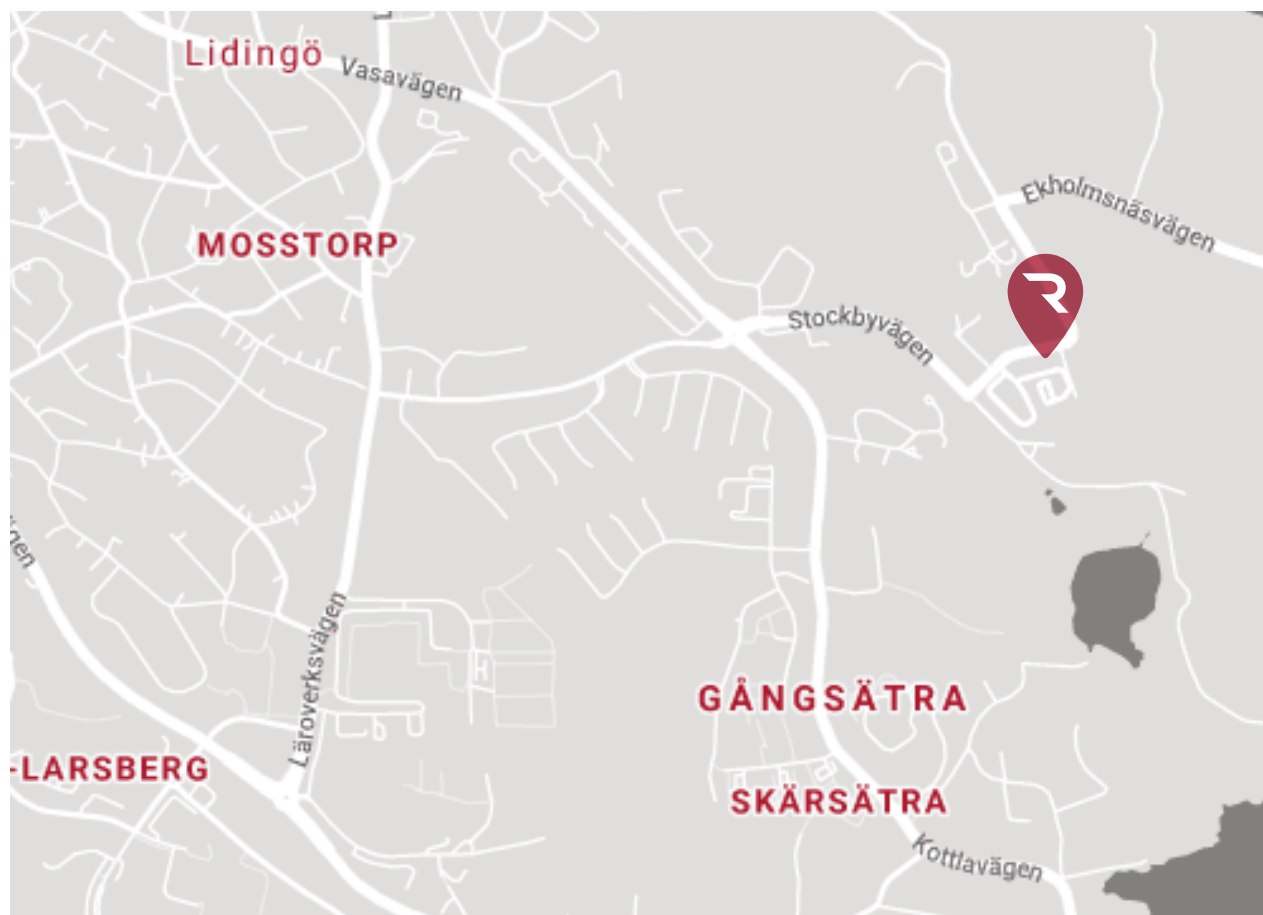 Lidingö
Vasavägen
Ekholmsnäsvägen
MOSSTORP
Stockbyvägen
Läroverksvägen
GÅNGSÄTRA
-LARSBERG
SKÄRSÄTRA
Kottlavägen